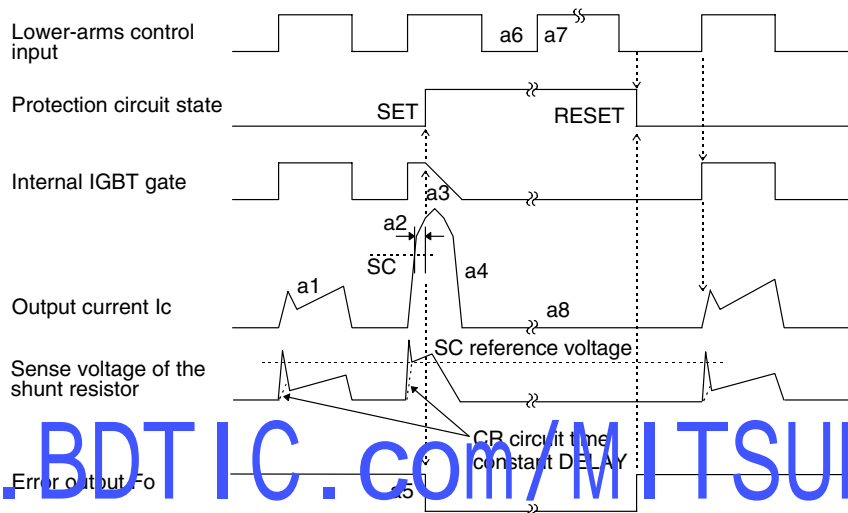 Lower-arms control
input
a6
a7
Protection circuit state
SET
RESET
Internal IGBT gate
a3
a2
SC
a4
a1
Output current Ic
a8
SC reference voltage
Sense voltage of the
shunt resistor
CR circuit time
constant DELAY
Error output Fo
a5
.BDTIC.com/MITSU